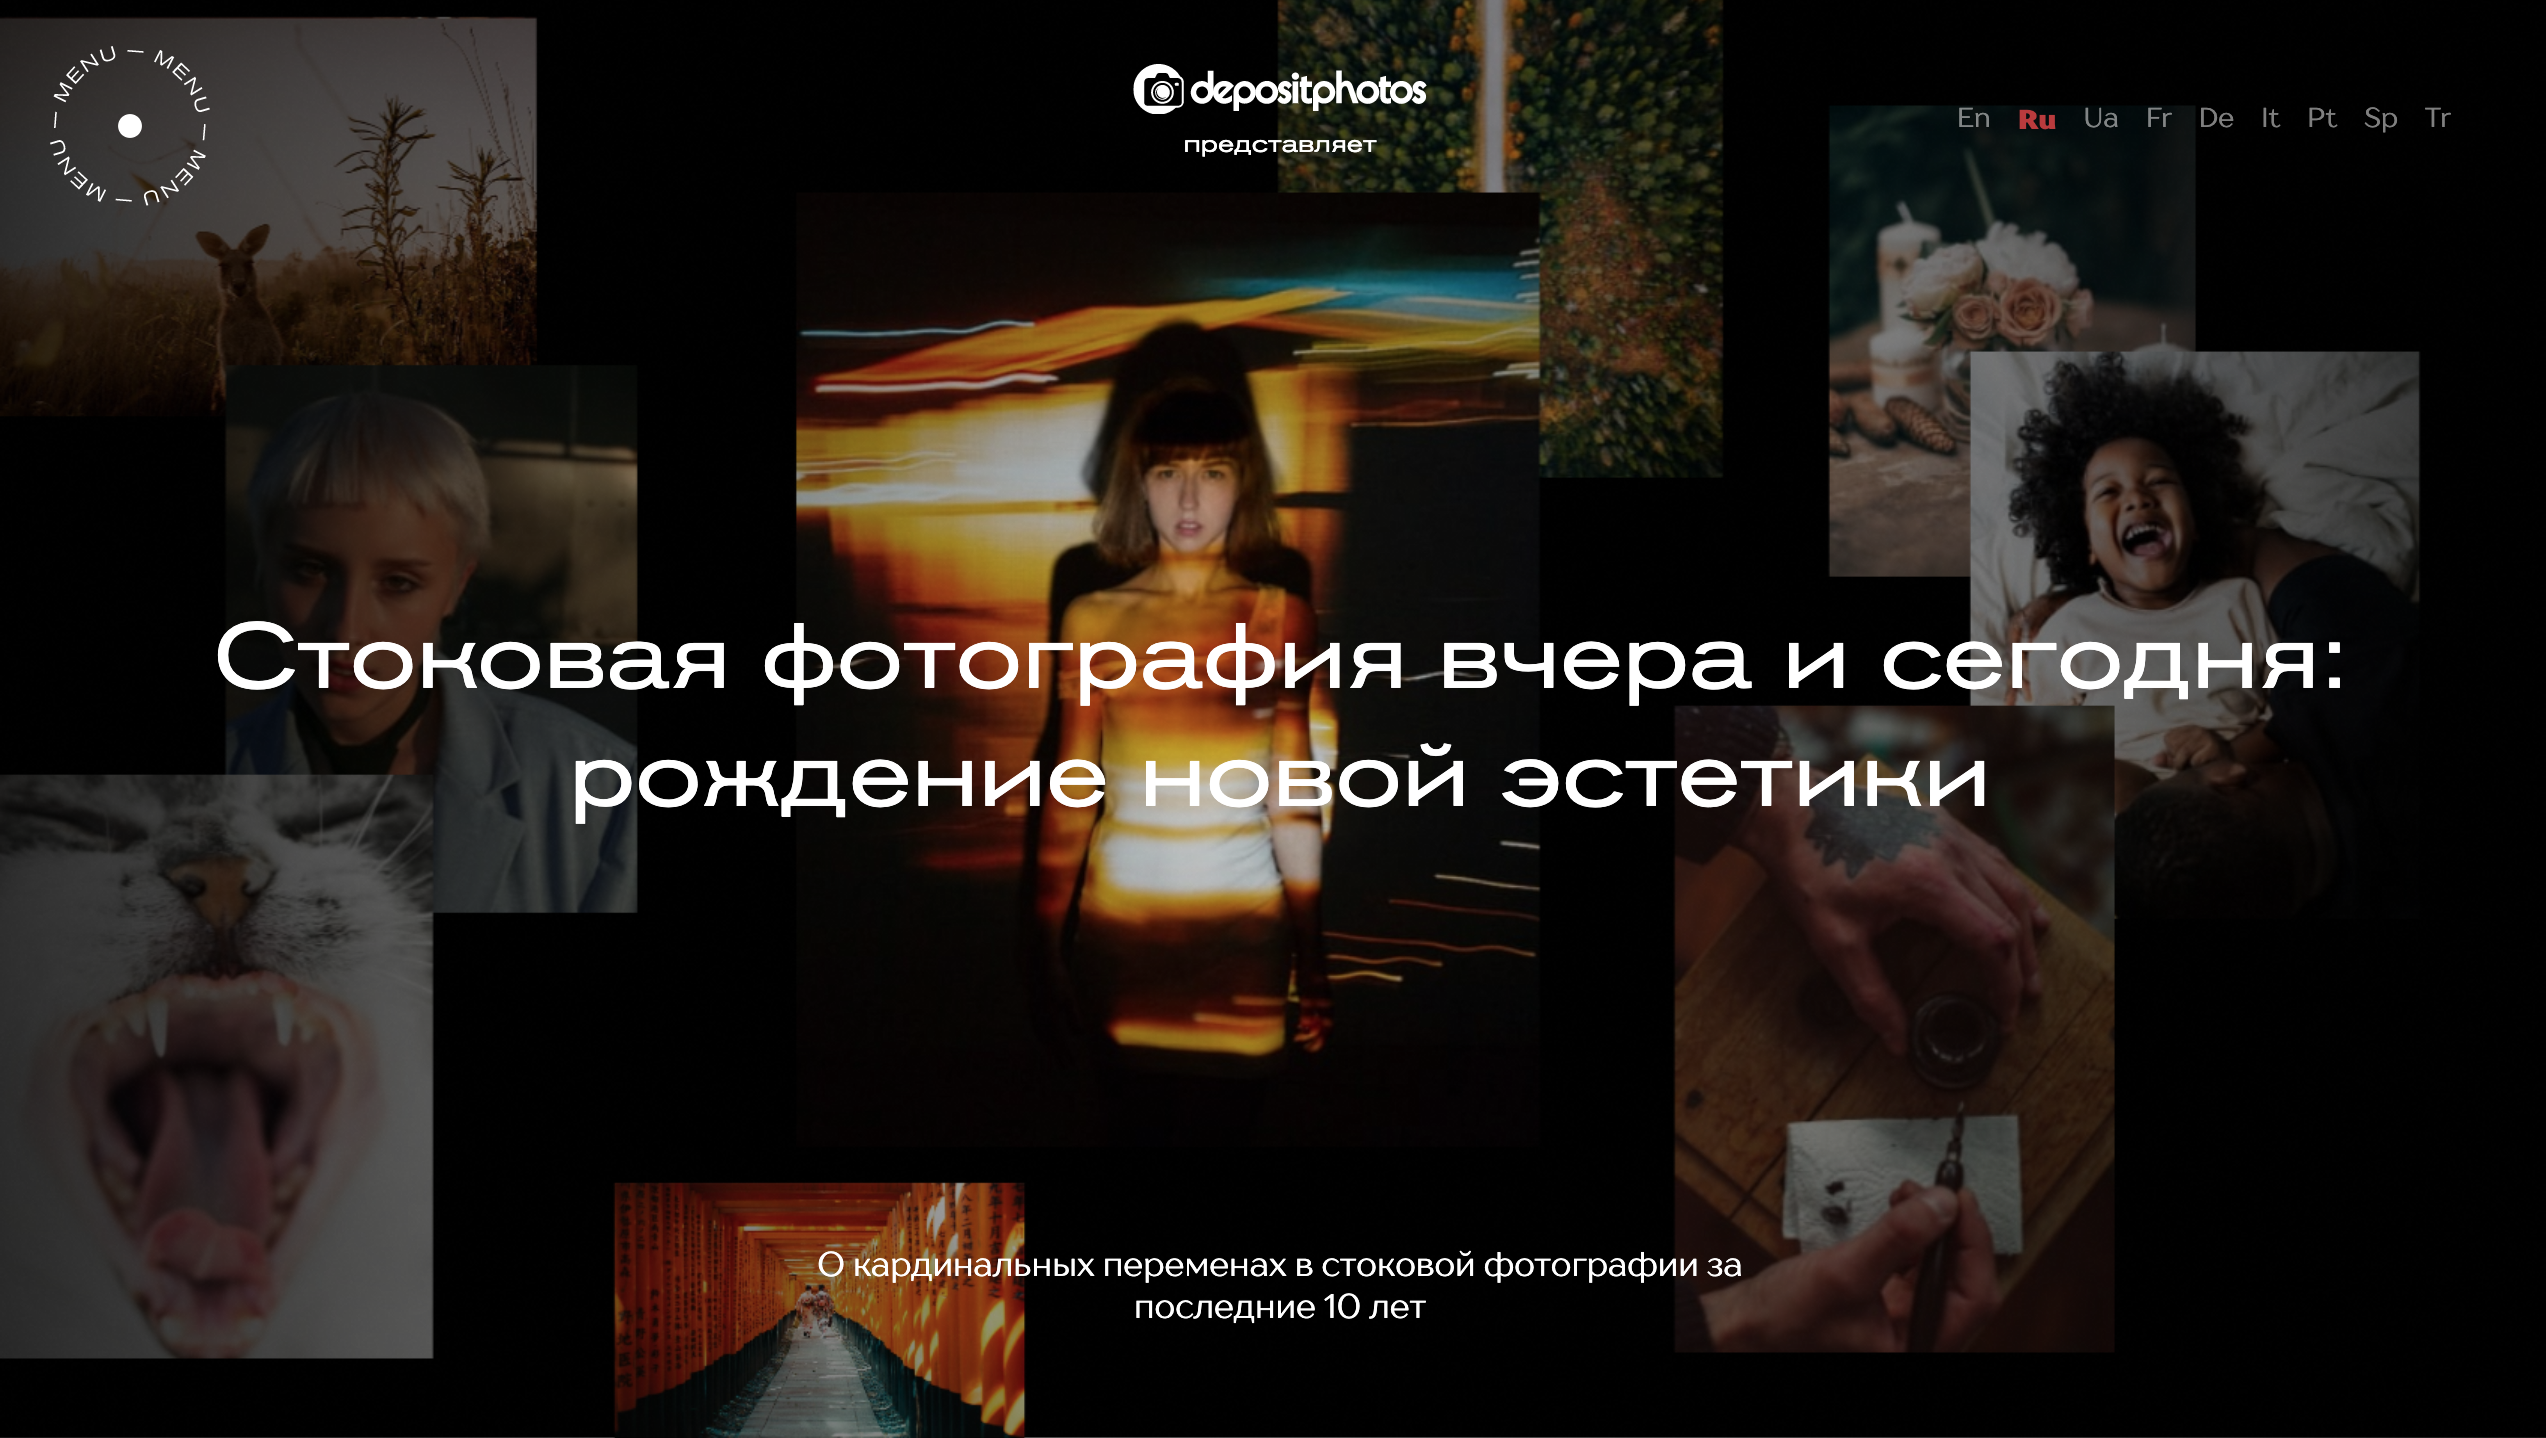 MENU — MENU — MENU — MENU —
depositphotos
представляет
En Ru Ua Fr De It Pt Sp Tr
Стоковая фотография вчера и сегодня:
рождение новой эстетики
О кардинальных переменах в стоковой фотографии за
последние 10 лет